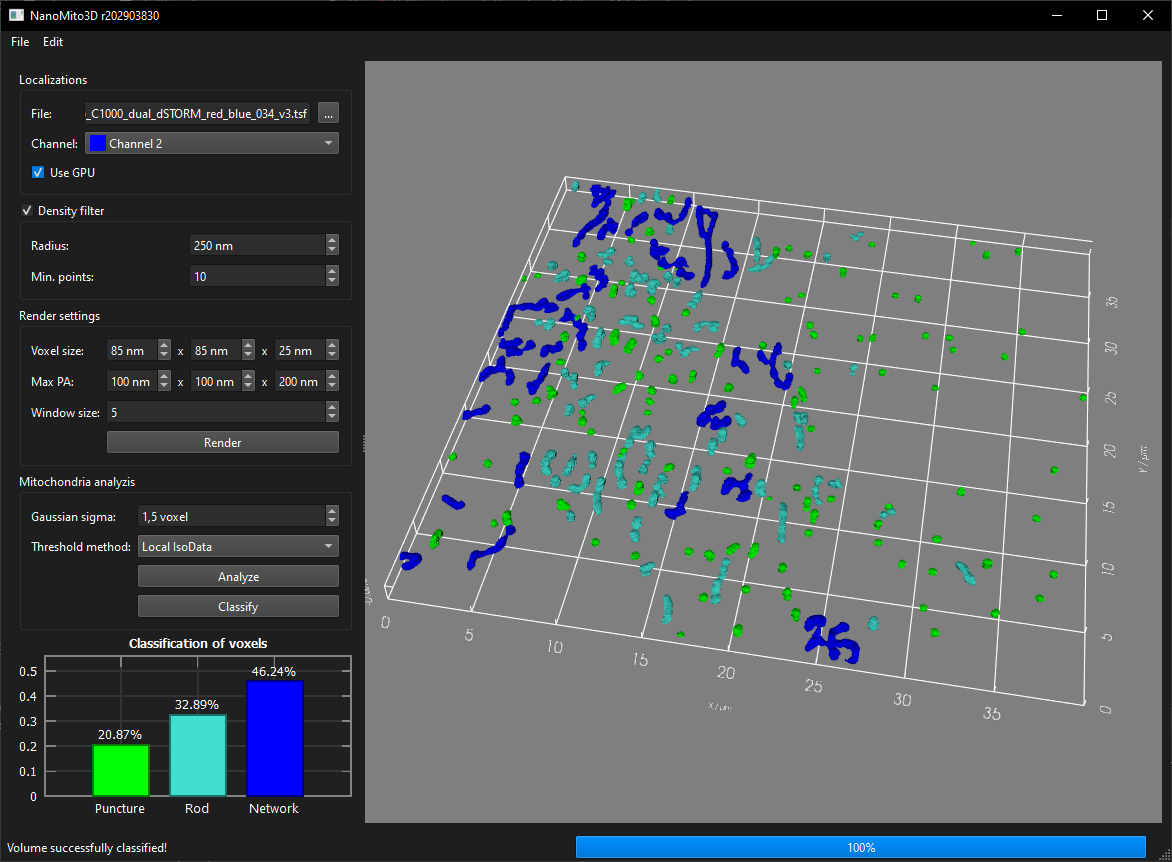 NanoMito3D r202903830
File Edit
Localizations
File: _C1000_dual_dSTORM_red_blue_034_v3.tsf ...
Channel: Channel 2
Use GPU
Density filter
Radius: 250 nm
Min. points: 10
Render settings
Voxel size: 85 nm x 85 nm x 25 nm
Max PA: 100 nm x 100 nm x 200 nm
Window size: 5
Render
Mitochondria analyzis
Gaussian sigma: 1,5 voxel
Threshold method: Local IsoData
Analyze
Classify
Classification of voxels
0.5
0.4
0.3
0.2
0.1
0
20.87%
32.89%
46.24%
Puncture Rod Network
0 5 10 15 20 25 30 35
x / µm
0 5 10 15 20 25 30 35
y / µm
Volume successfully classified!
100%